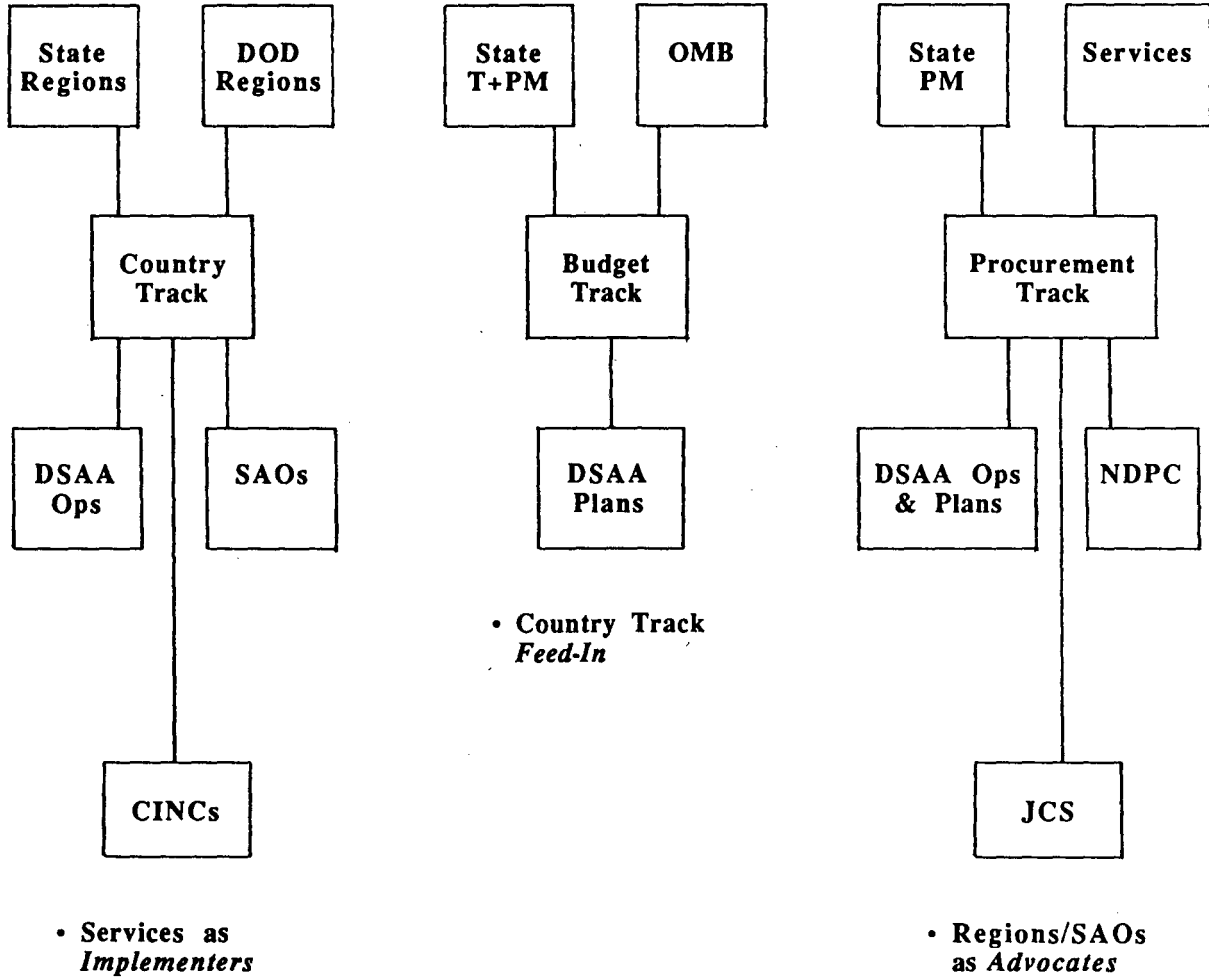 State
Regions
DOD
Regions
State
T+PM
OMB
State
PM
Services
Country
Track
Budget
Track
Procurement
Track
DSAA
Ops
SAOs
DSAA
Plans
DSAA Ops
& Plans
NDPC
• Country Track
Feed-In
CINCs
JCS
• Services as
Implementers
• Regions/SAOs
as Advocates